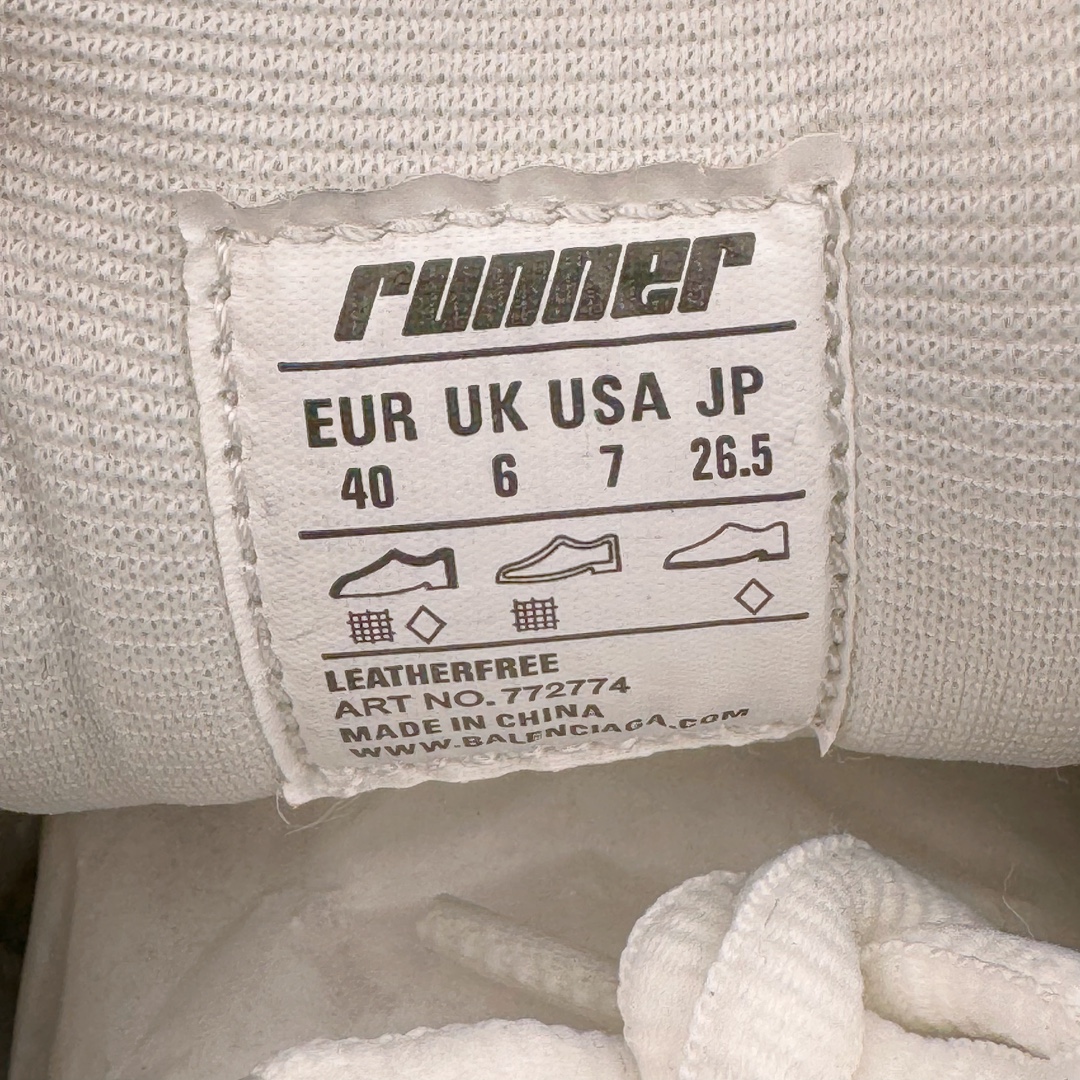 runner
EUR UK USA JP
40 6 7 26.5
LEATHERFREE
ART NO. 772774
MADE IN CHINA
WWW.BALENCIAGA.COM